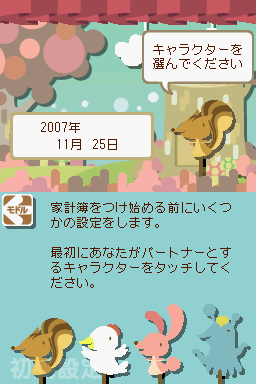 キャラクターを
選んでください
2007年
11月 25日
モドル
家計簿をつけ始める前にいくつ
かの設定をします。
最初にあなたがパートナーとす
るキャラクターをタッチしてく
ださい。
初 設定